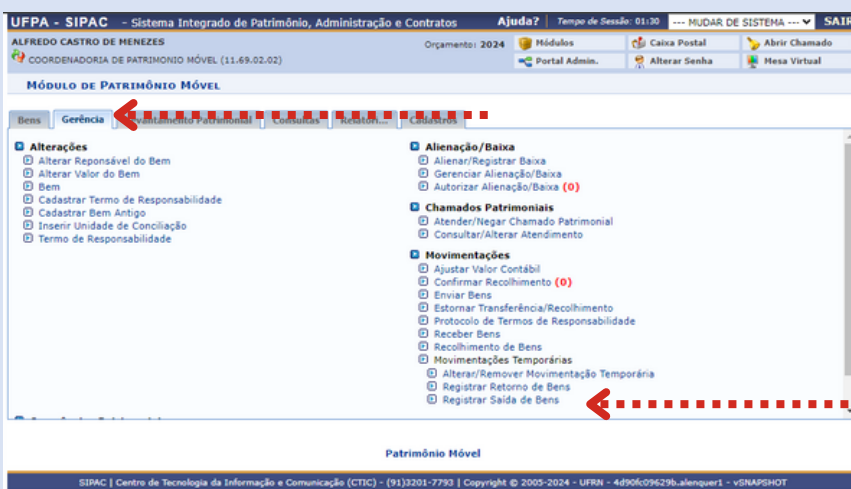 UFPA - SIPAC - Sistema Integrado de Patrimônio, Administração e Contratos Ajuda? Tempo de Sessão: 01:30 --- MUDAR DE SISTEMA --- SAIR
ALFREDO CASTRO DE MENEZES Orçamento: 2024 Módulos Caixa Postal Abrir Chamado
COORDENADORIA DE PATRIMONIO MÓVEL (11.69.02.02) Portal Admin. Alterar Senha Mesa Virtual
MÓDULO DE PATRIMÔNIO MÓVEL
Bens Gerência Levantamento Patrimonial Consultas Relatóri... Cadastros
Alterações
Alterar Reponsável do Bem
Alterar Valor do Bem
Bem
Cadastrar Termo de Responsabilidade
Cadastrar Bem Antigo
Inserir Unidade de Conciliação
Termo de Responsabilidade
Alienação/Baixa
Alienar/Registrar Baixa
Gerenciar Alienação/Baixa
Autorizar Alienação/Baixa (0)
Chamados Patrimoniais
Atender/Negar Chamado Patrimonial
Consultar/Alterar Atendimento
Movimentações
Ajustar Valor Contábil
Confirmar Recolhimento (0)
Enviar Bens
Estornar Transferência/Recolhimento
Protocolo de Termos de Responsabilidade
Receber Bens
Recolhimento de Bens
Movimentações Temporárias
Alterar/Remover Movimentação Temporária
Registrar Retorno de Bens
Registrar Saída de Bens
Patrimônio Móvel
SIPAC | Centro de Tecnologia da Informação e Comunicação (CTIC) - (91)3201-7793 | Copyright © 2005-2024 - UFRN - 4d90fc09629b.alenquer1 - vSNAPSHOT